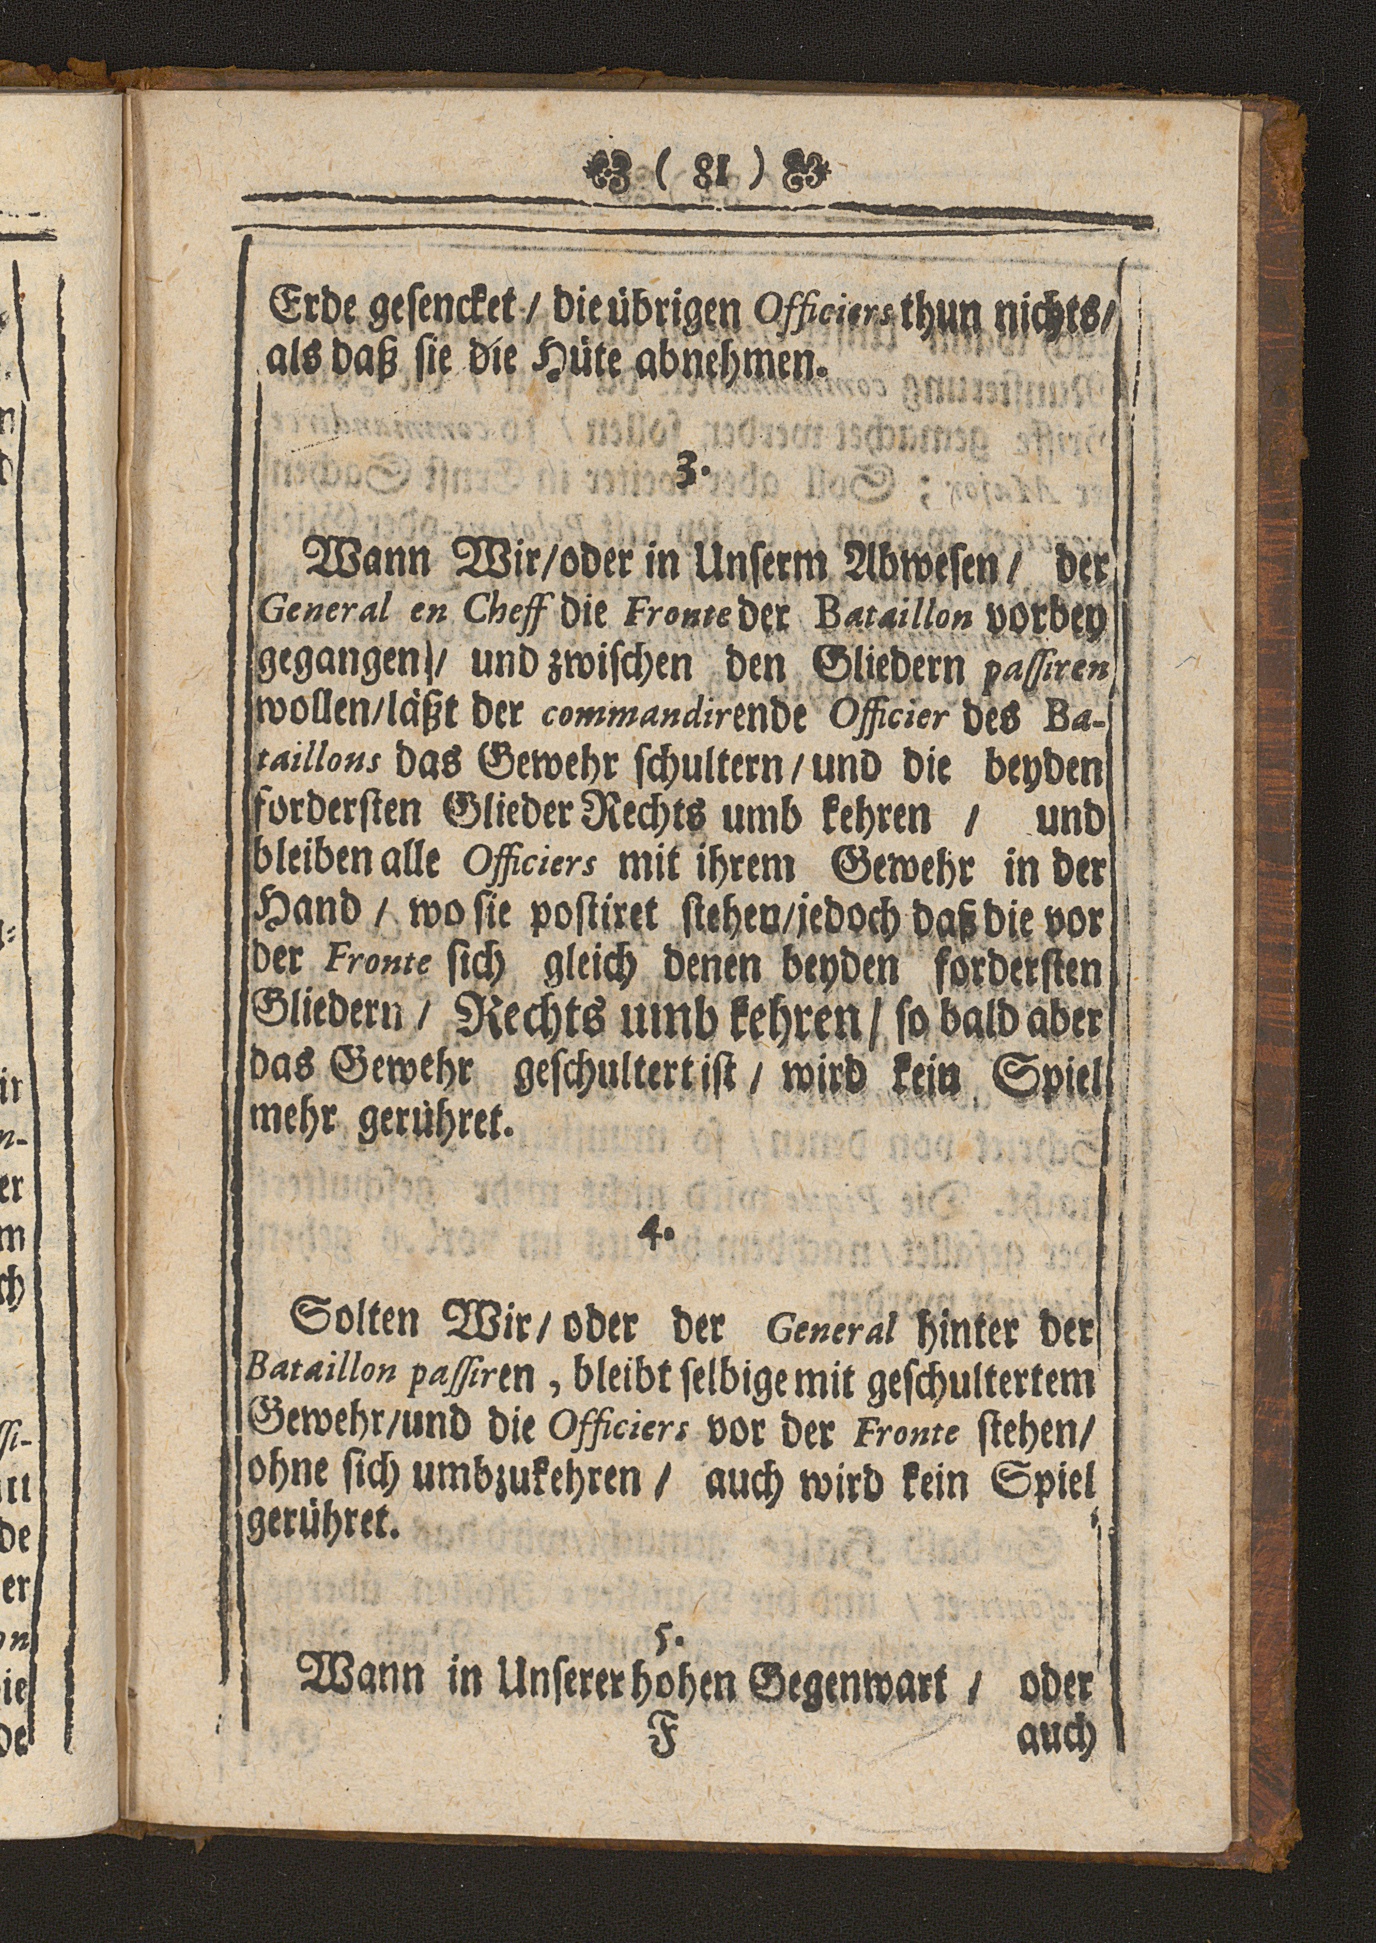 ( 81 )
Erde gesencket / die übrigen Officiers thun nichts /
als daß sie die Hüte abnehmen.
3.
Wann Wir / oder in Unserm Abwesen / der
General en Cheff die Fronte der Bataillon vorbey
gegangen / und zwischen den Gliedern passiren
wollen / läßt der commandirende Officier des Ba-
taillons das Gewehr schultern / und die beyden
fordersten Glieder Rechts umb kehren / und
bleiben alle Officiers mit ihrem Gewehr in der
Hand / wo sie postiret stehen / jedoch daß die vor
der Fronte sich gleich denen beyden fordersten
Gliedern / Rechts umb kehren / so bald aber
das Gewehr geschultert ist / wird kein Spiel
mehr gerühret.
4.
Solten Wir / oder der General hinter der
Bataillon passiren , bleibt selbige mit geschultertem
Gewehr / und die Officiers vor der Fronte stehen /
ohne sich umbzukehren / auch wird kein Spiel
gerühret.
5.
Wann in Unserer hohen Gegenwart / oder
F auch